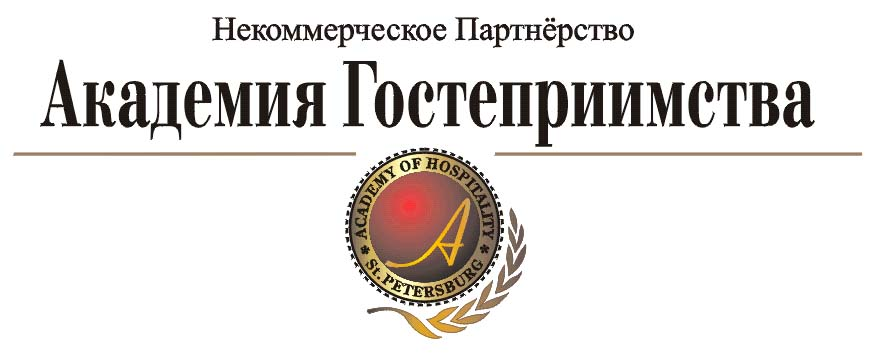 Некоммерческое Партнёрство
Академия Гостеприимства
ACADEMY OF HOSPITALITY
A
* St. PETERSBURG *